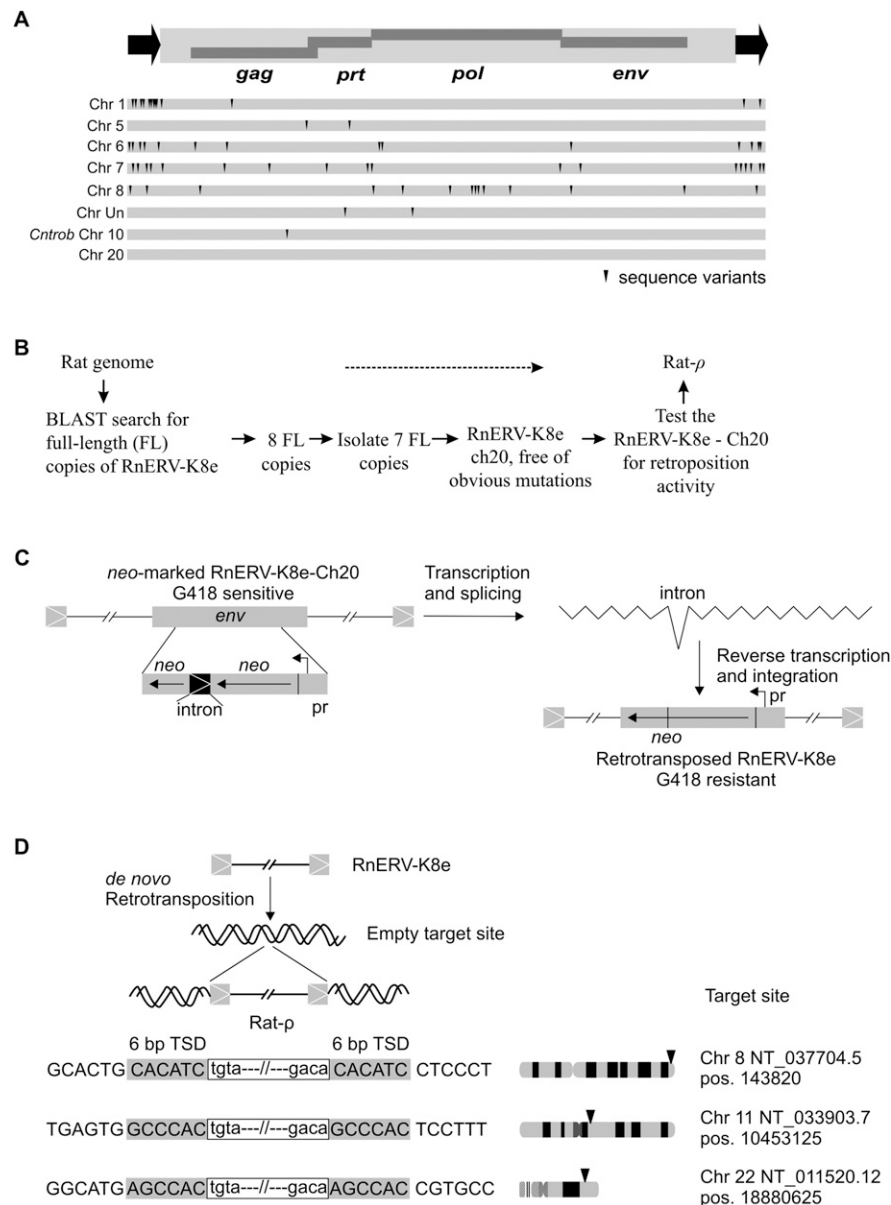 A
gag prt pol env
Chr 1
Chr 5
Chr 6
Chr 7
Chr 8
Chr Un
Cntrob Chr 10
Chr 20
sequence variants
B
Rat genome
BLAST search for
full-length (FL)
copies of RnERV-K8e
8 FL
copies
Isolate 7 FL
copies
RnERV-K8e
ch20, free of
obvious mutations
Rat-ρ
Test the
RnERV-K8e - Ch20
for retroposition
activity
C
neo-marked RnERV-K8e-Ch20
G418 sensitive
env
neo neo
intron pr
Transcription
and splicing
intron
Reverse transcription
and integration
pr
neo
Retrotransposed RnERV-K8e
G418 resistant
D
RnERV-K8e
de novo
Retrotransposition
Empty target site
Rat-ρ
Target site
6 bp TSD 6 bp TSD
GCACTG CACATC tgta---//---gaca CACATC CTCCCT
Chr 8 NT_037704.5
pos. 143820
TGAGTG GCCCAC tgta---//---gaca GCCCAC TCCTTT
Chr 11 NT_033903.7
pos. 10453125
GGCATG AGCCAC tgta---//---gaca AGCCAC CGTGCC
Chr 22 NT_011520.12
pos. 18880625